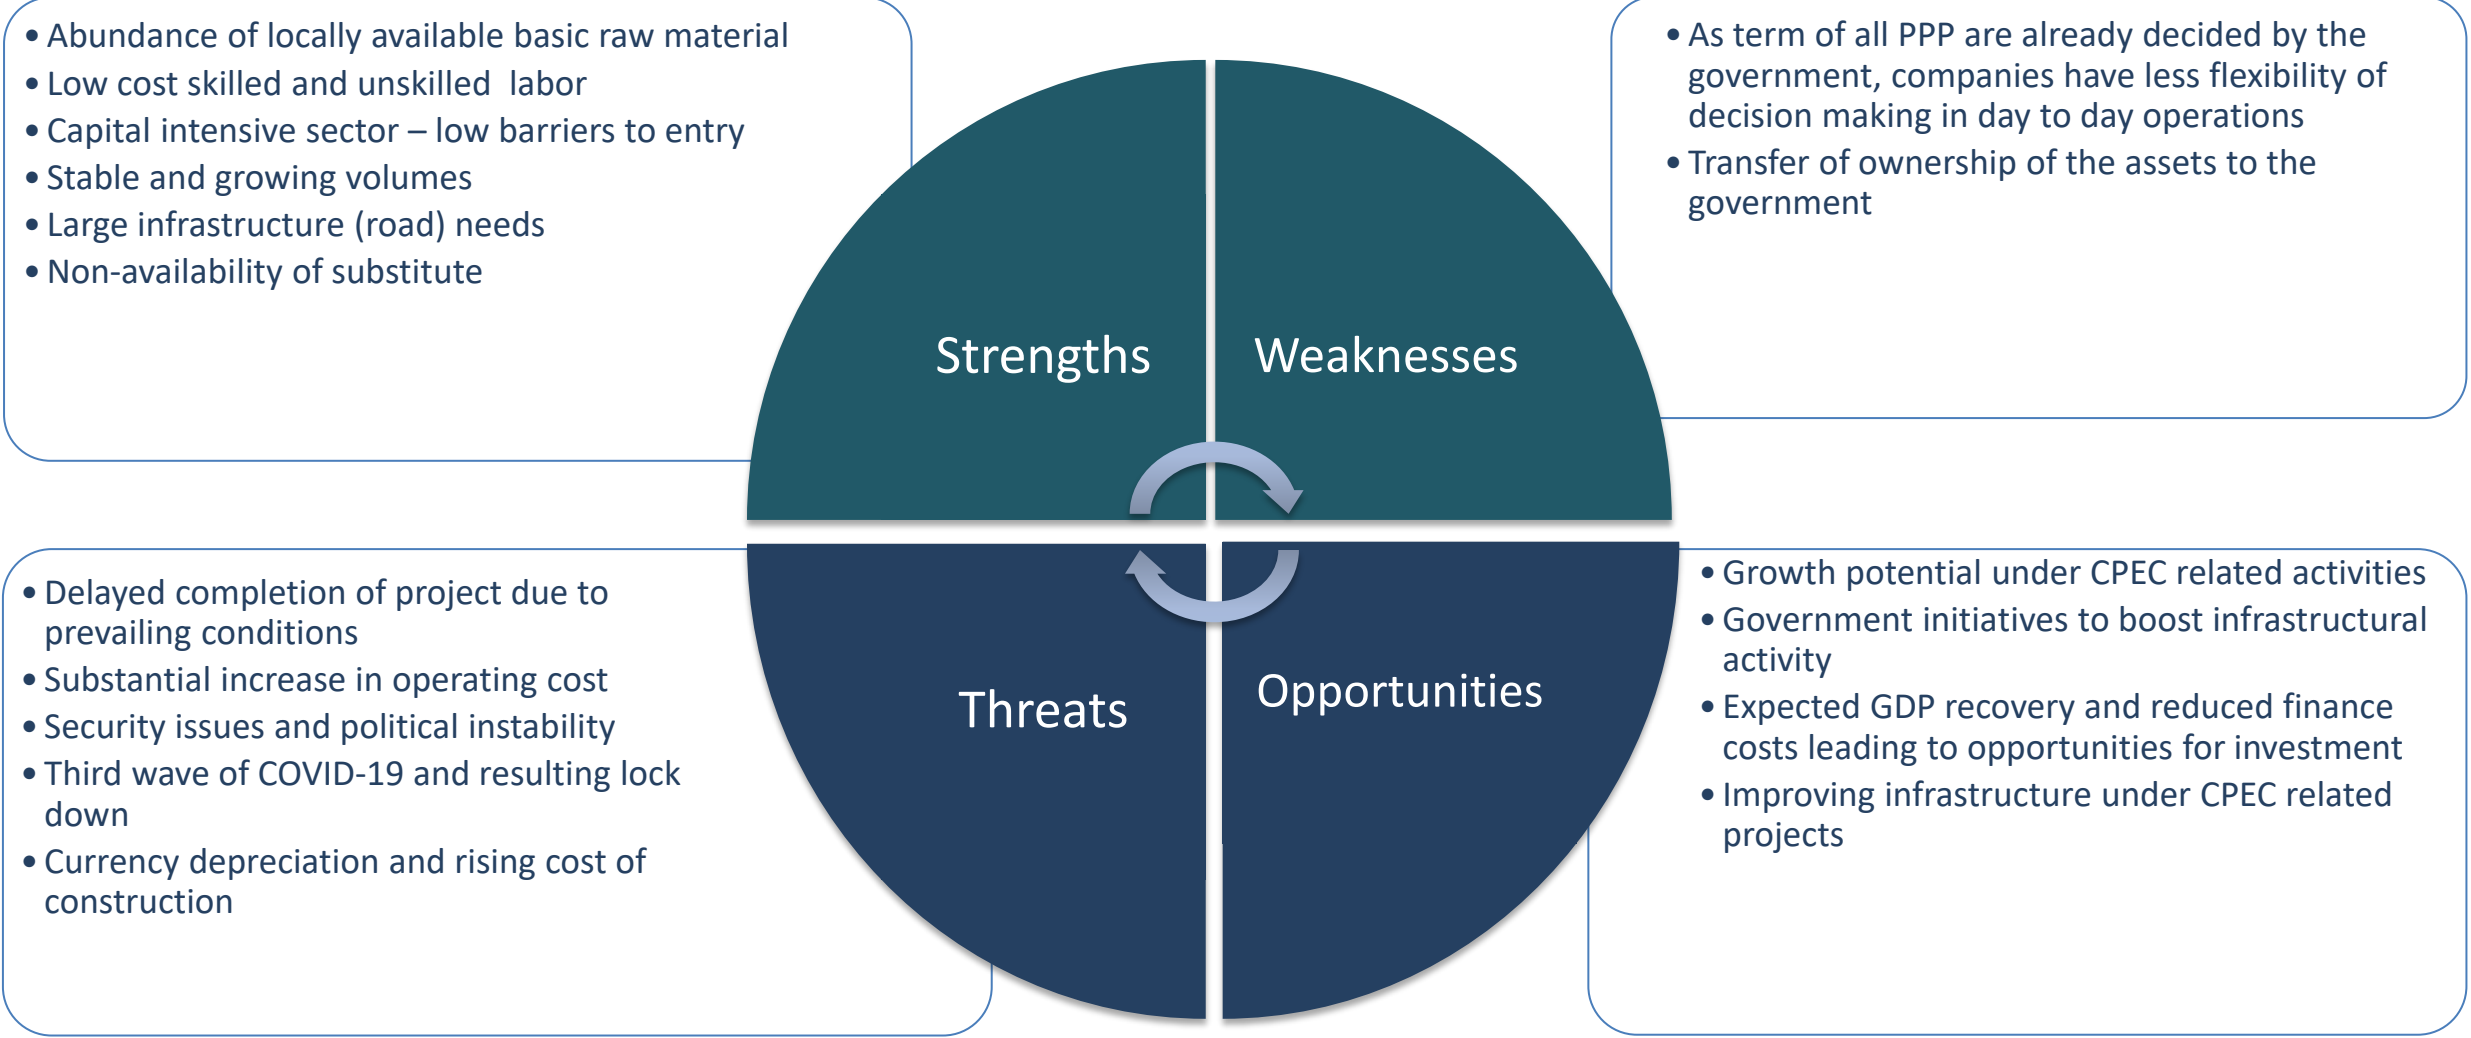 • Abundance of locally available basic raw material
• Low cost skilled and unskilled labor
• Capital intensive sector – low barriers to entry
• Stable and growing volumes
• Large infrastructure (road) needs
• Non-availability of substitute
• As term of all PPP are already decided by the
government, companies have less flexibility of
decision making in day to day operations
• Transfer of ownership of the assets to the
government
Strengths
Weaknesses
• Delayed completion of project due to
prevailing conditions
• Substantial increase in operating cost
• Security issues and political instability
• Third wave of COVID-19 and resulting lock
down
• Currency depreciation and rising cost of
construction
Threats
Opportunities
• Growth potential under CPEC related activities
• Government initiatives to boost infrastructural
activity
• Expected GDP recovery and reduced finance
costs leading to opportunities for investment
• Improving infrastructure under CPEC related
projects